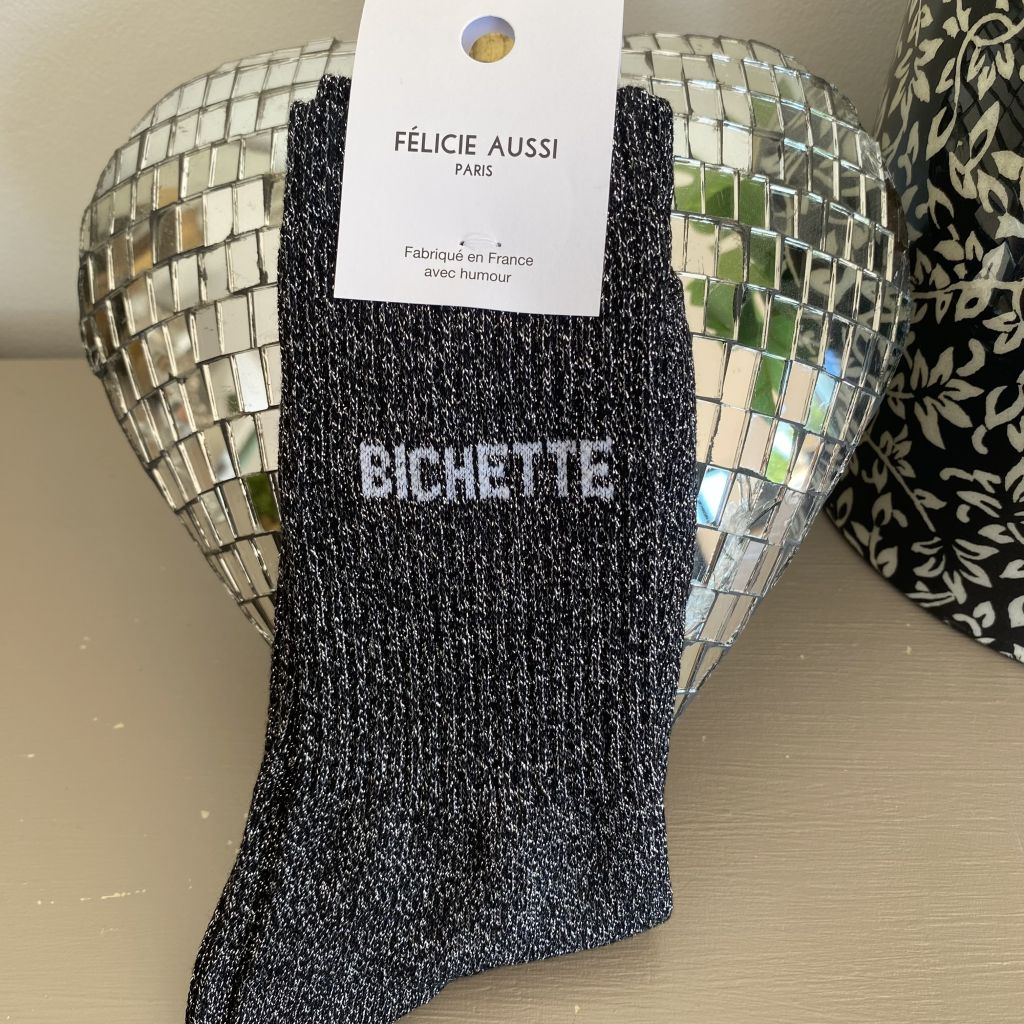 FÉLICIE AUSSI
PARIS
Fabriqué en France
avec humour
BICHETTE